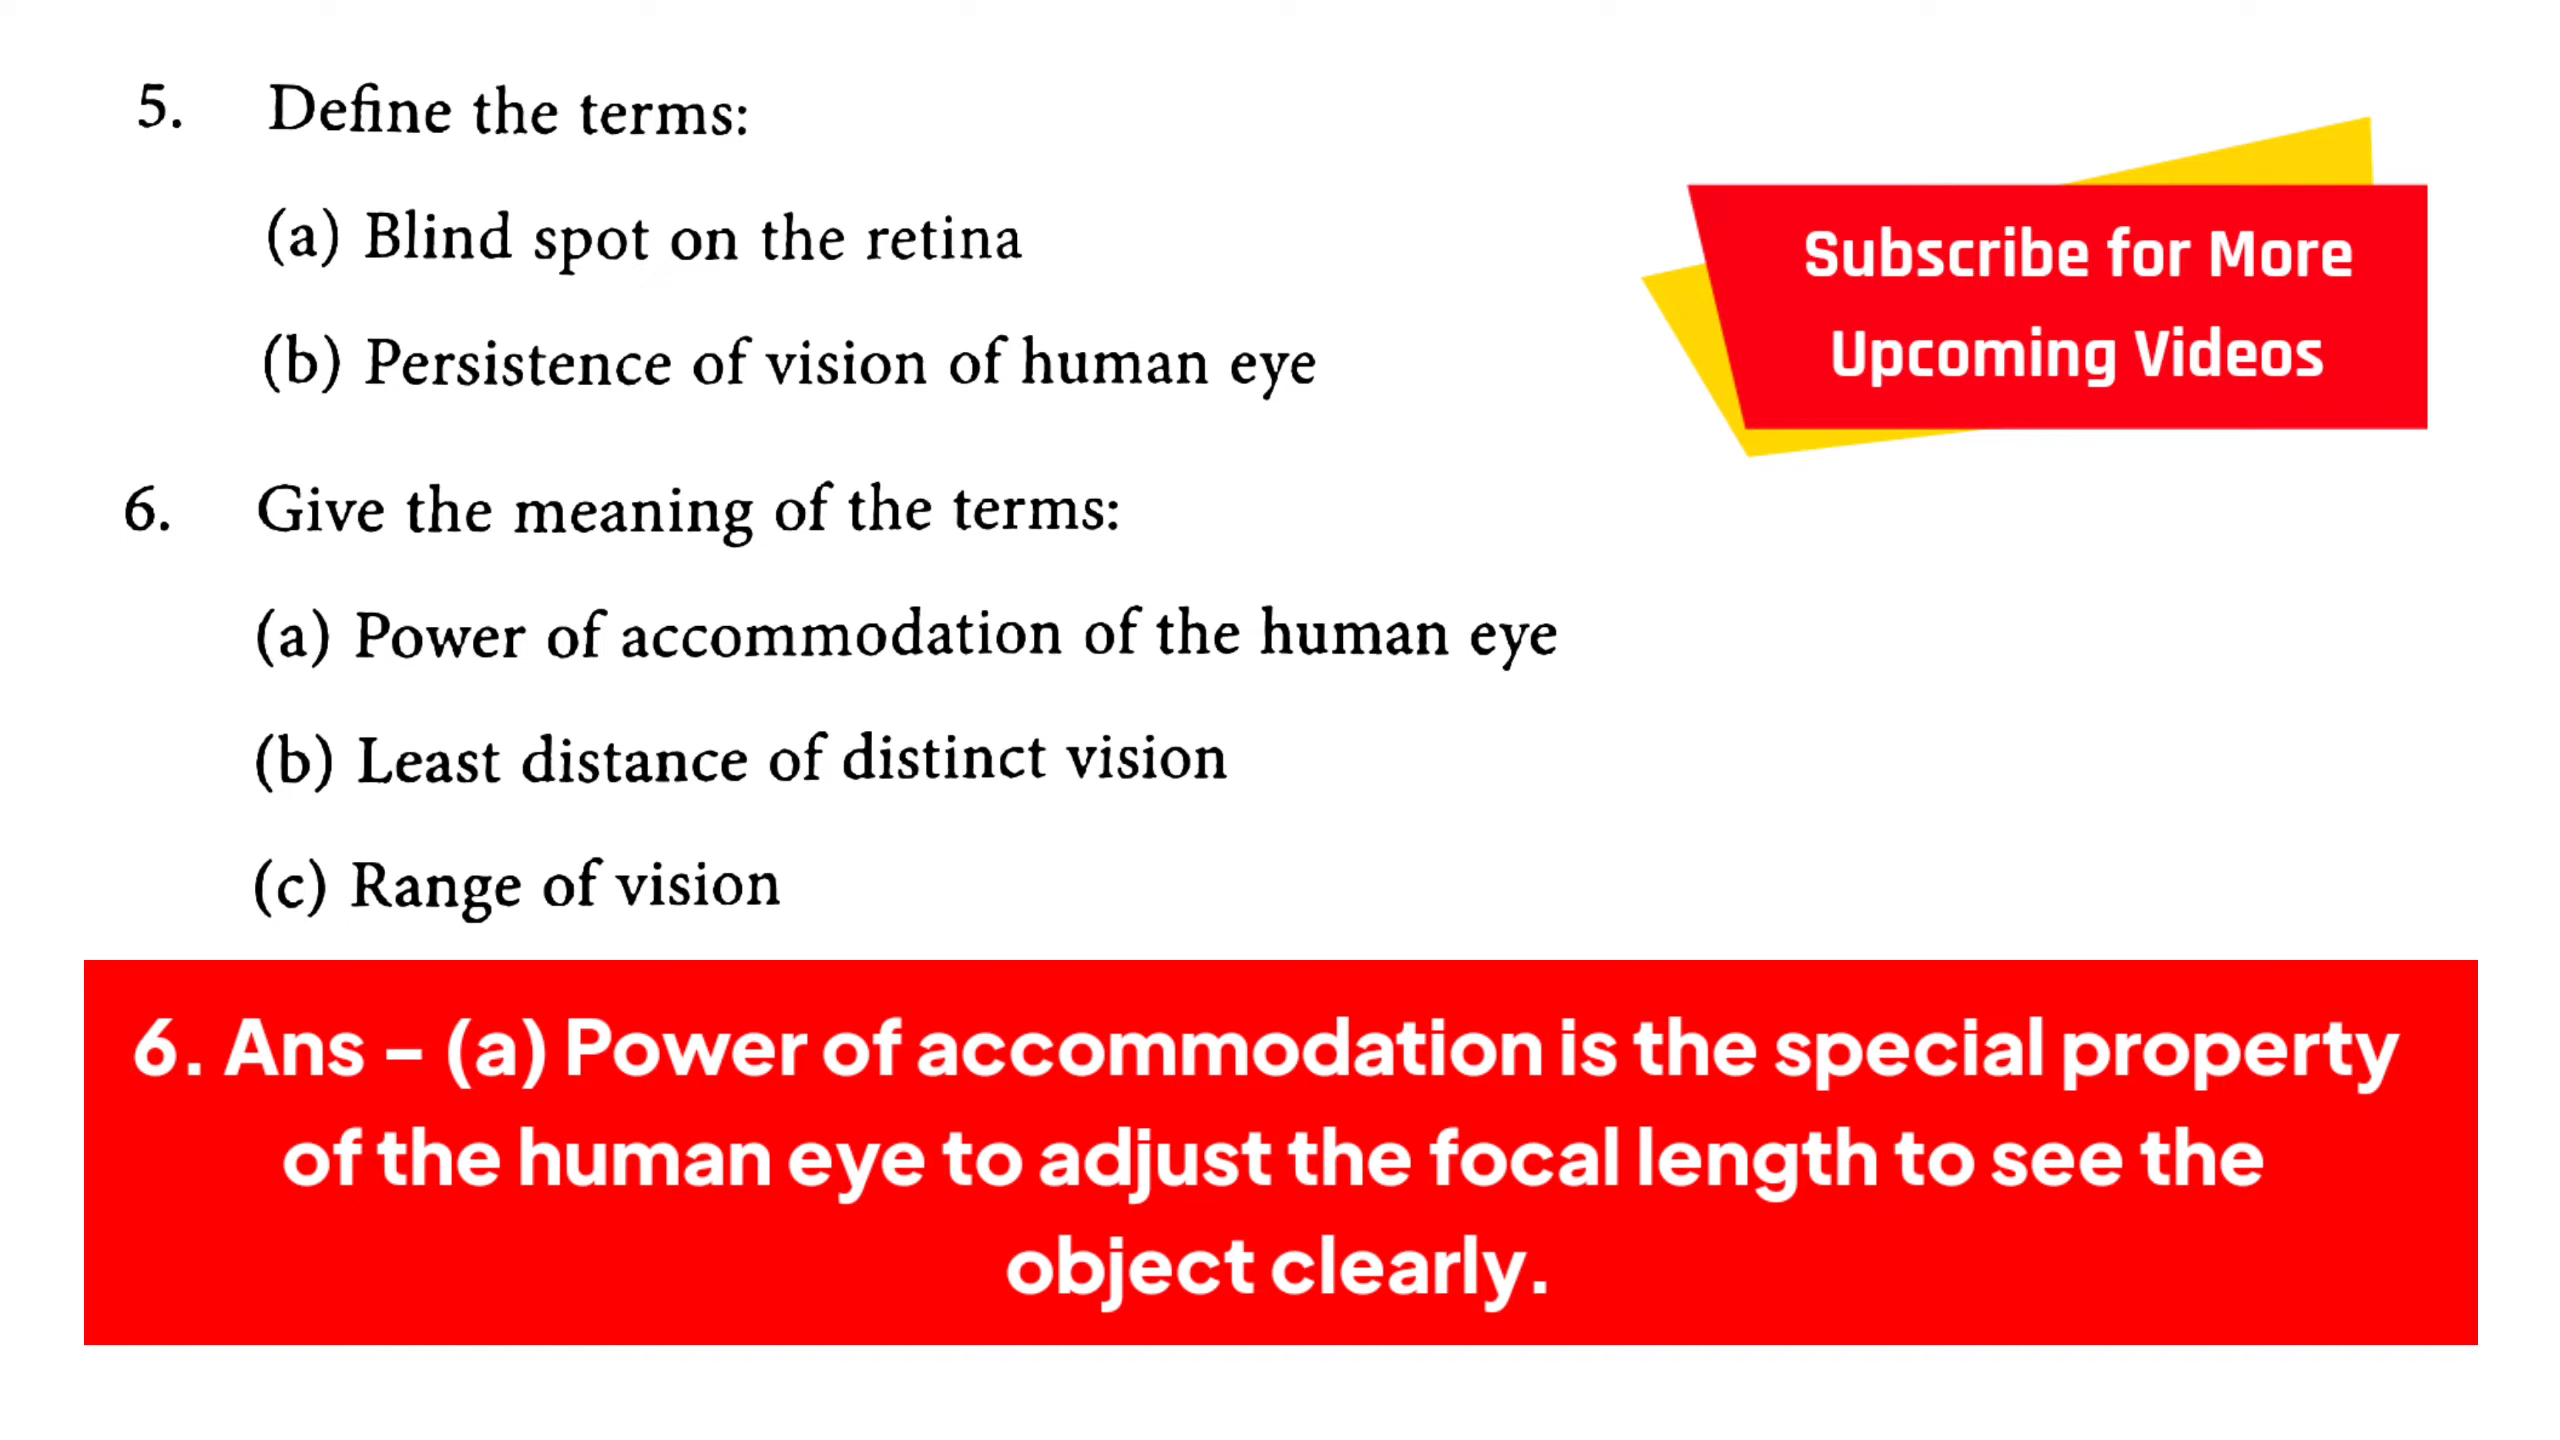 5. Define the terms:
(a) Blind spot on the retina
(b) Persistence of vision of human eye
Subscribe for More
Upcoming Videos
6. Give the meaning of the terms:
(a) Power of accommodation of the human eye
(b) Least distance of distinct vision
(c) Range of vision
6. Ans – (a) Power of accommodation is the special property
of the human eye to adjust the focal length to see the
object clearly.